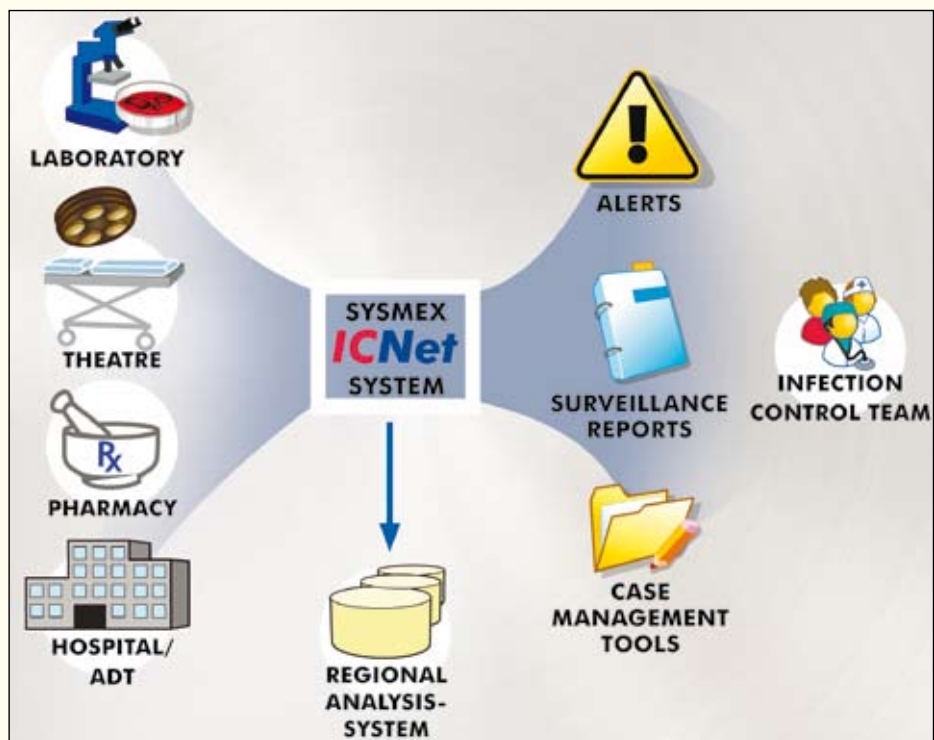 LABORATORY
THEATRE
Rx
PHARMACY
HOSPITAL/
ADT
SYSMEX
ICNet
SYSTEM
REGIONAL
ANALYSIS-
SYSTEM
!
ALERTS
SURVEILLANCE
REPORTS
CASE
MANAGEMENT
TOOLS
INFECTION
CONTROL TEAM